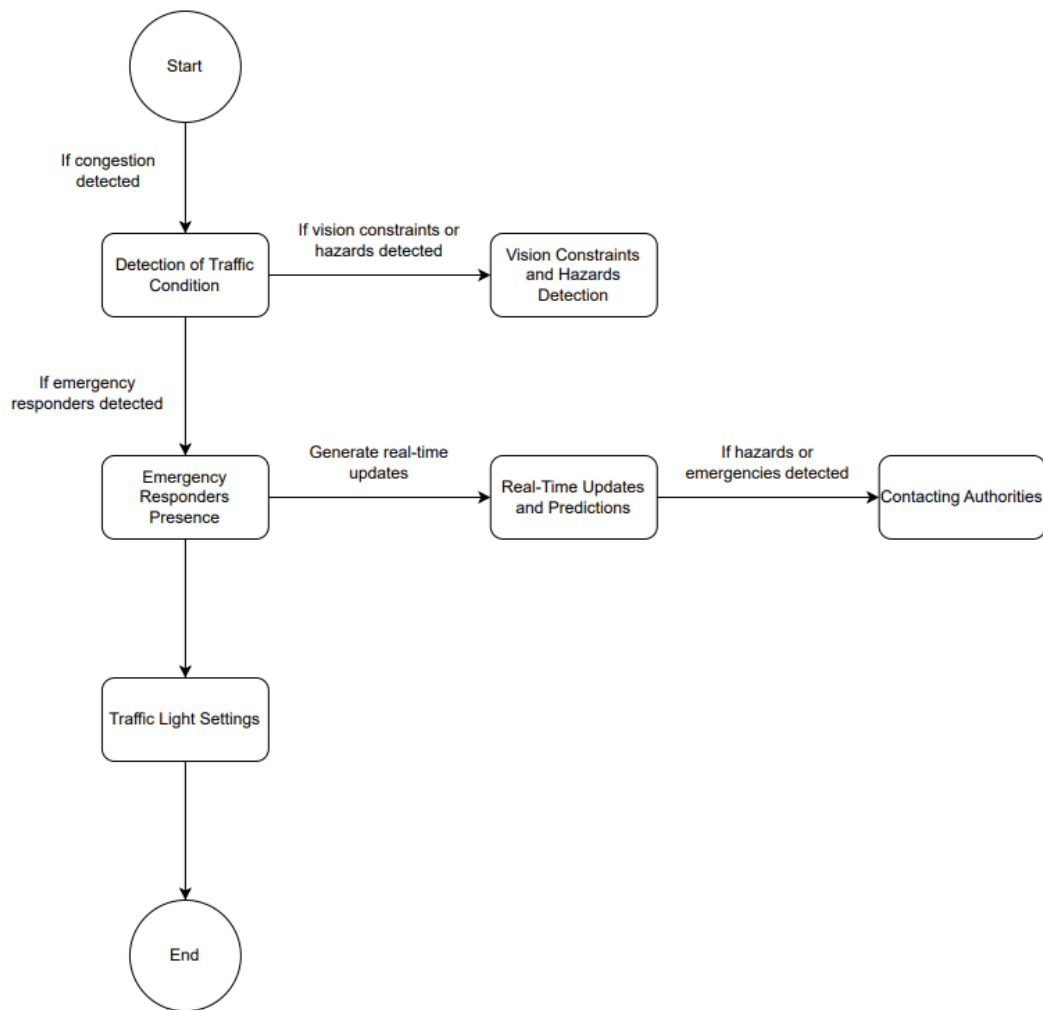 Start
If congestion
detected
If vision constraints or
hazards detected
Detection of Traffic
Condition
Vision Constraints
and Hazards
Detection
If emergency
responders detected
Generate real-time
updates
If hazards or
emergencies detected
Emergency
Responders
Presence
Real-Time Updates
and Predictions
Contacting Authorities
Traffic Light Settings
End